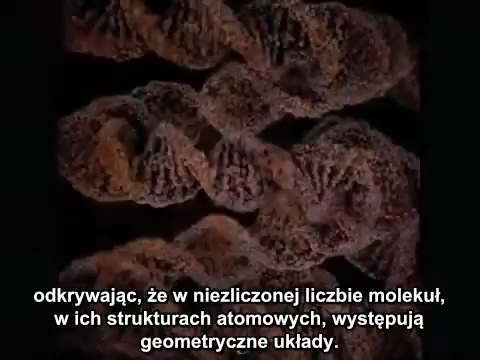 odkrywając, że w niezliczonej liczbie molekuł,
w ich strukturach atomowych, występują
geometryczne układy.